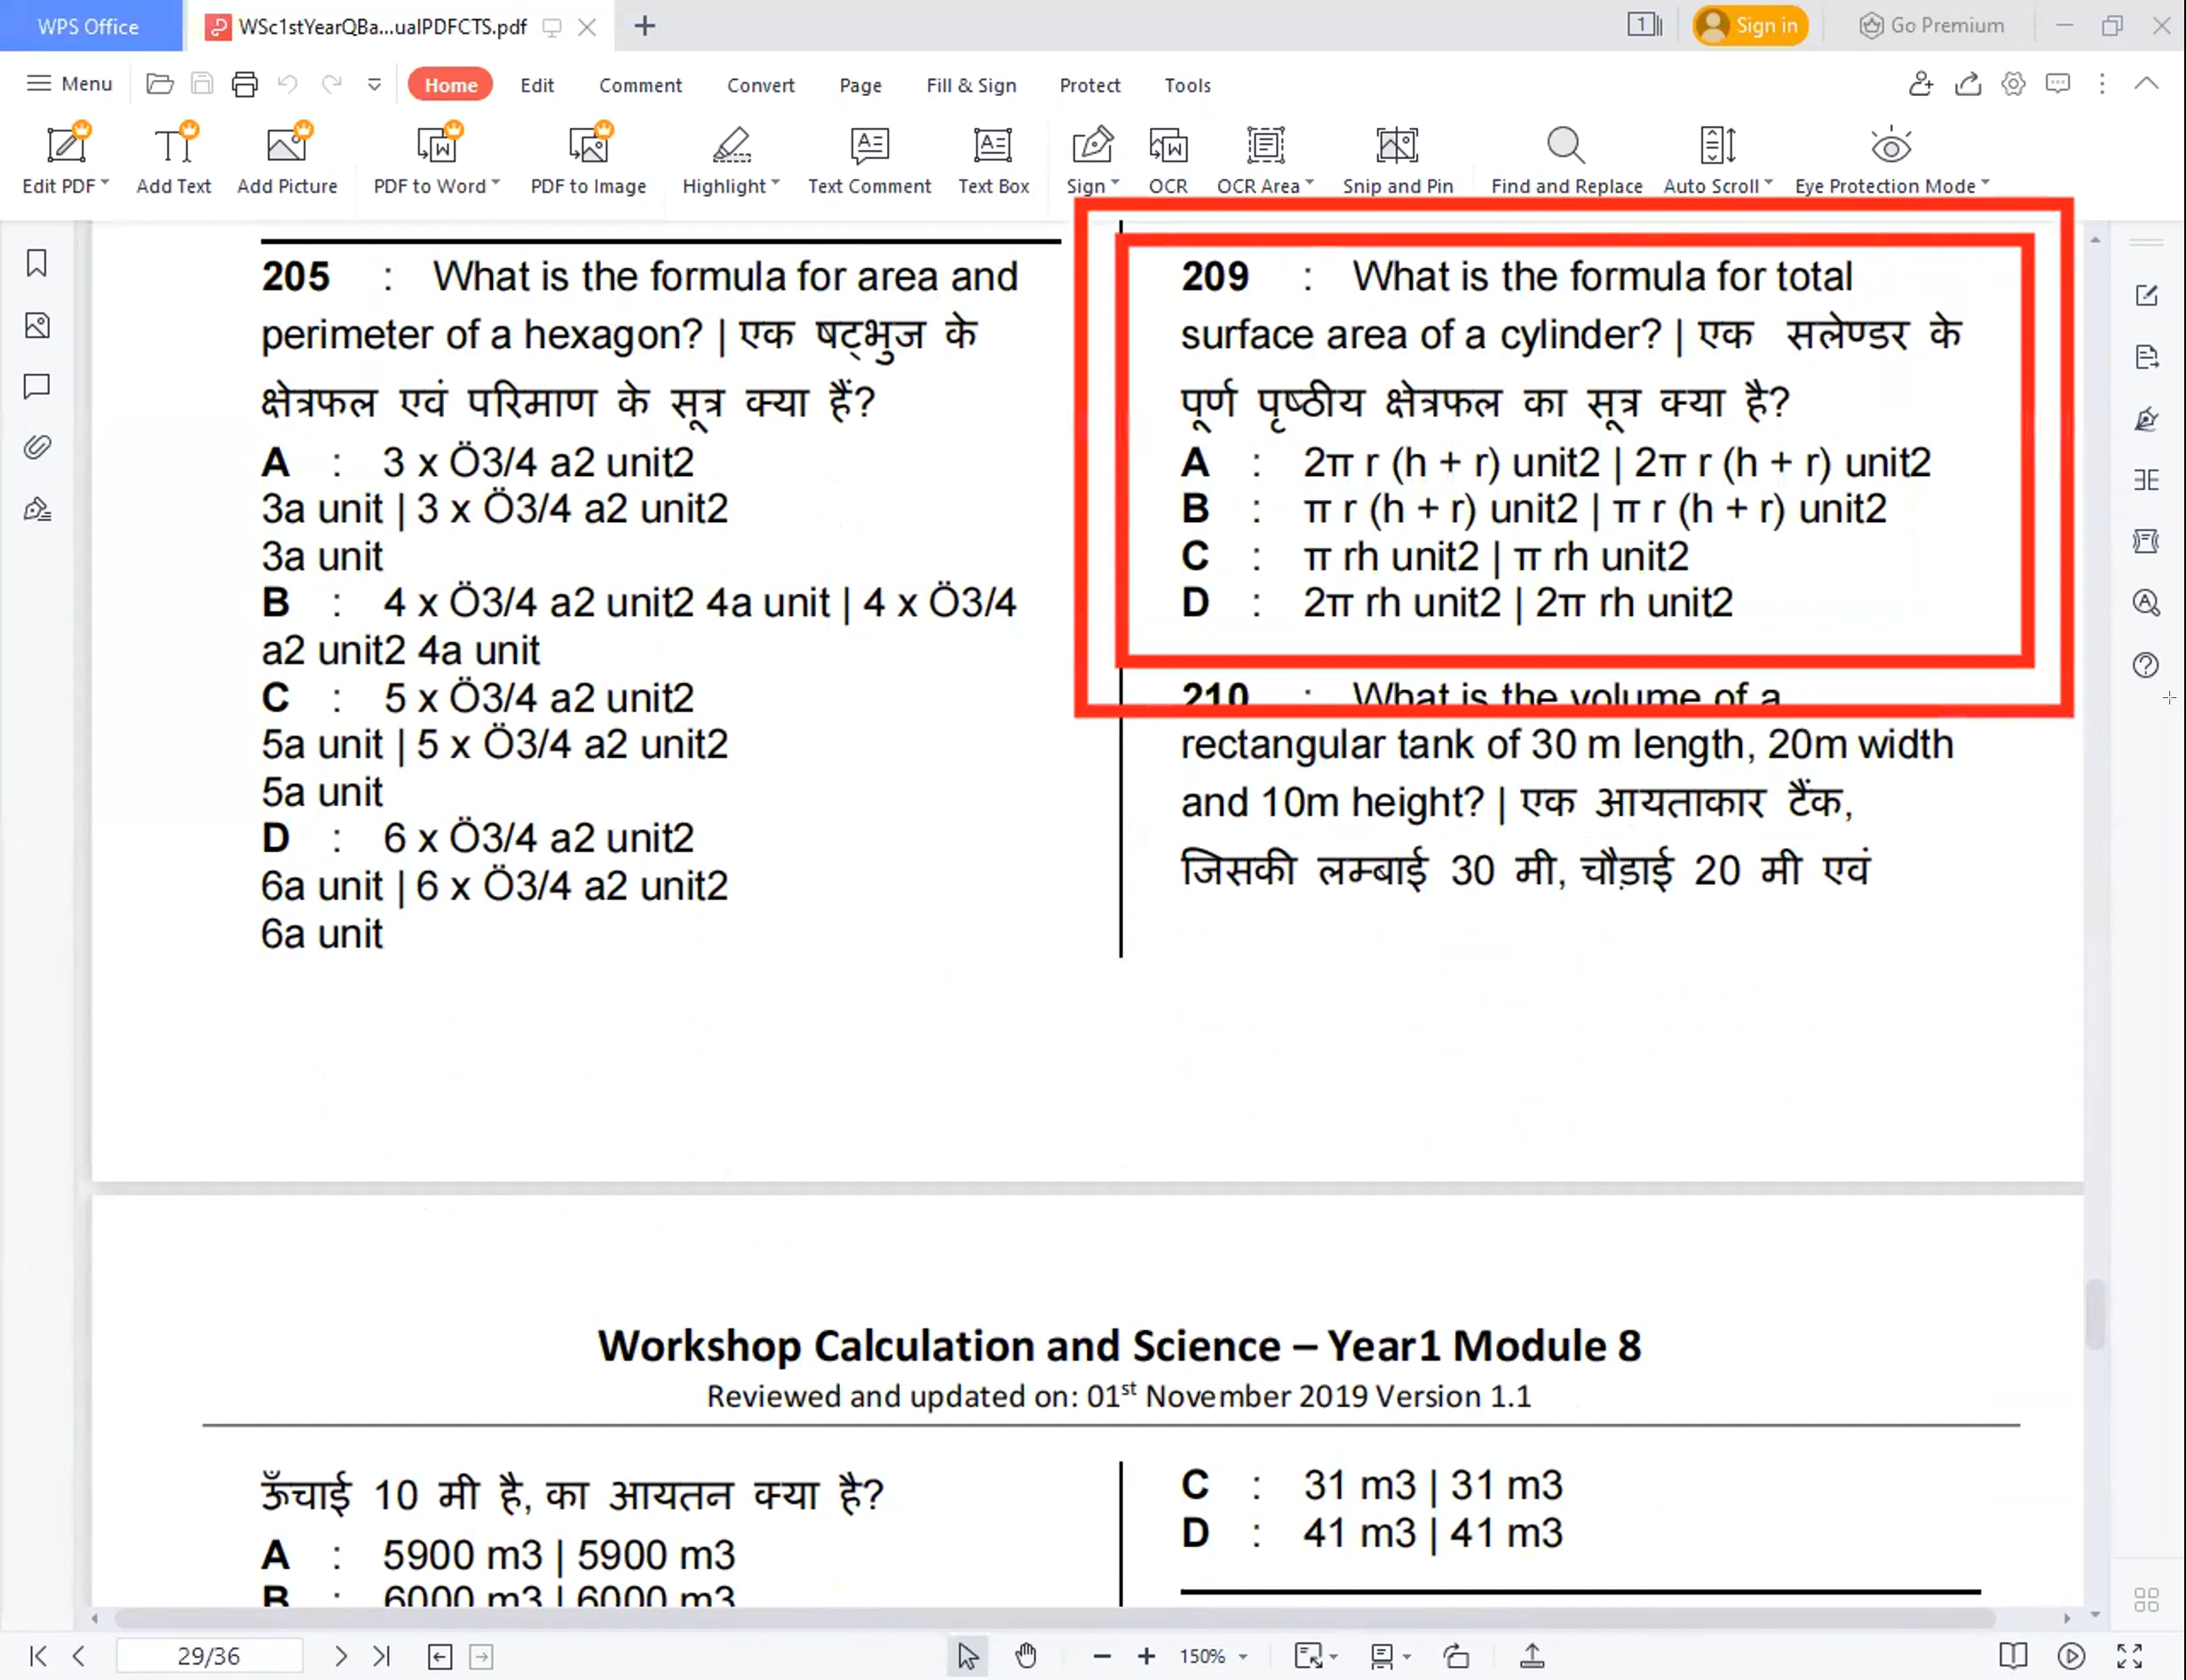 WPS Office
WSc1stYearQBa...ualPDFCTS.pdf
1
Sign in
Go Premium
Menu
Home
Edit
Comment
Convert
Page
Fill & Sign
Protect
Tools
Edit PDF
Add Text
Add Picture
PDF to Word
PDF to Image
Highlight
Text Comment
Text Box
Sign
OCR
OCR Area
Snip and Pin
Find and Replace
Auto Scroll
Eye Protection Mode
205 : What is the formula for area and
perimeter of a hexagon? | एक षट्भुज के
क्षेत्रफल एवं परिमाण के सूत्र क्या हैं?
A : 3 x Ö3/4 a2 unit2
3a unit | 3 x Ö3/4 a2 unit2
3a unit
B : 4 x Ö3/4 a2 unit2 4a unit | 4 x Ö3/4
a2 unit2 4a unit
C : 5 x Ö3/4 a2 unit2
5a unit | 5 x Ö3/4 a2 unit2
5a unit
D : 6 x Ö3/4 a2 unit2
6a unit | 6 x Ö3/4 a2 unit2
6a unit
209 : What is the formula for total
surface area of a cylinder? | एक सलेण्डर के
पूर्ण पृष्ठीय क्षेत्रफल का सूत्र क्या है?
A : 2π r (h + r) unit2 | 2π r (h + r) unit2
B : π r (h + r) unit2 | π r (h + r) unit2
C : π rh unit2 | π rh unit2
D : 2π rh unit2 | 2π rh unit2
210 : What is the volume of a
rectangular tank of 30 m length, 20m width
and 10m height? | एक आयताकार टैंक,
जिसकी लम्बाई 30 मी, चौड़ाई 20 मी एवं
Workshop Calculation and Science – Year1 Module 8
Reviewed and updated on: 01st November 2019 Version 1.1
ऊँचाई 10 मी है, का आयतन क्या है?
A : 5900 m3 | 5900 m3
B : 6000 m3 | 6000 m3
C : 31 m3 | 31 m3
D : 41 m3 | 41 m3
29/36
150%